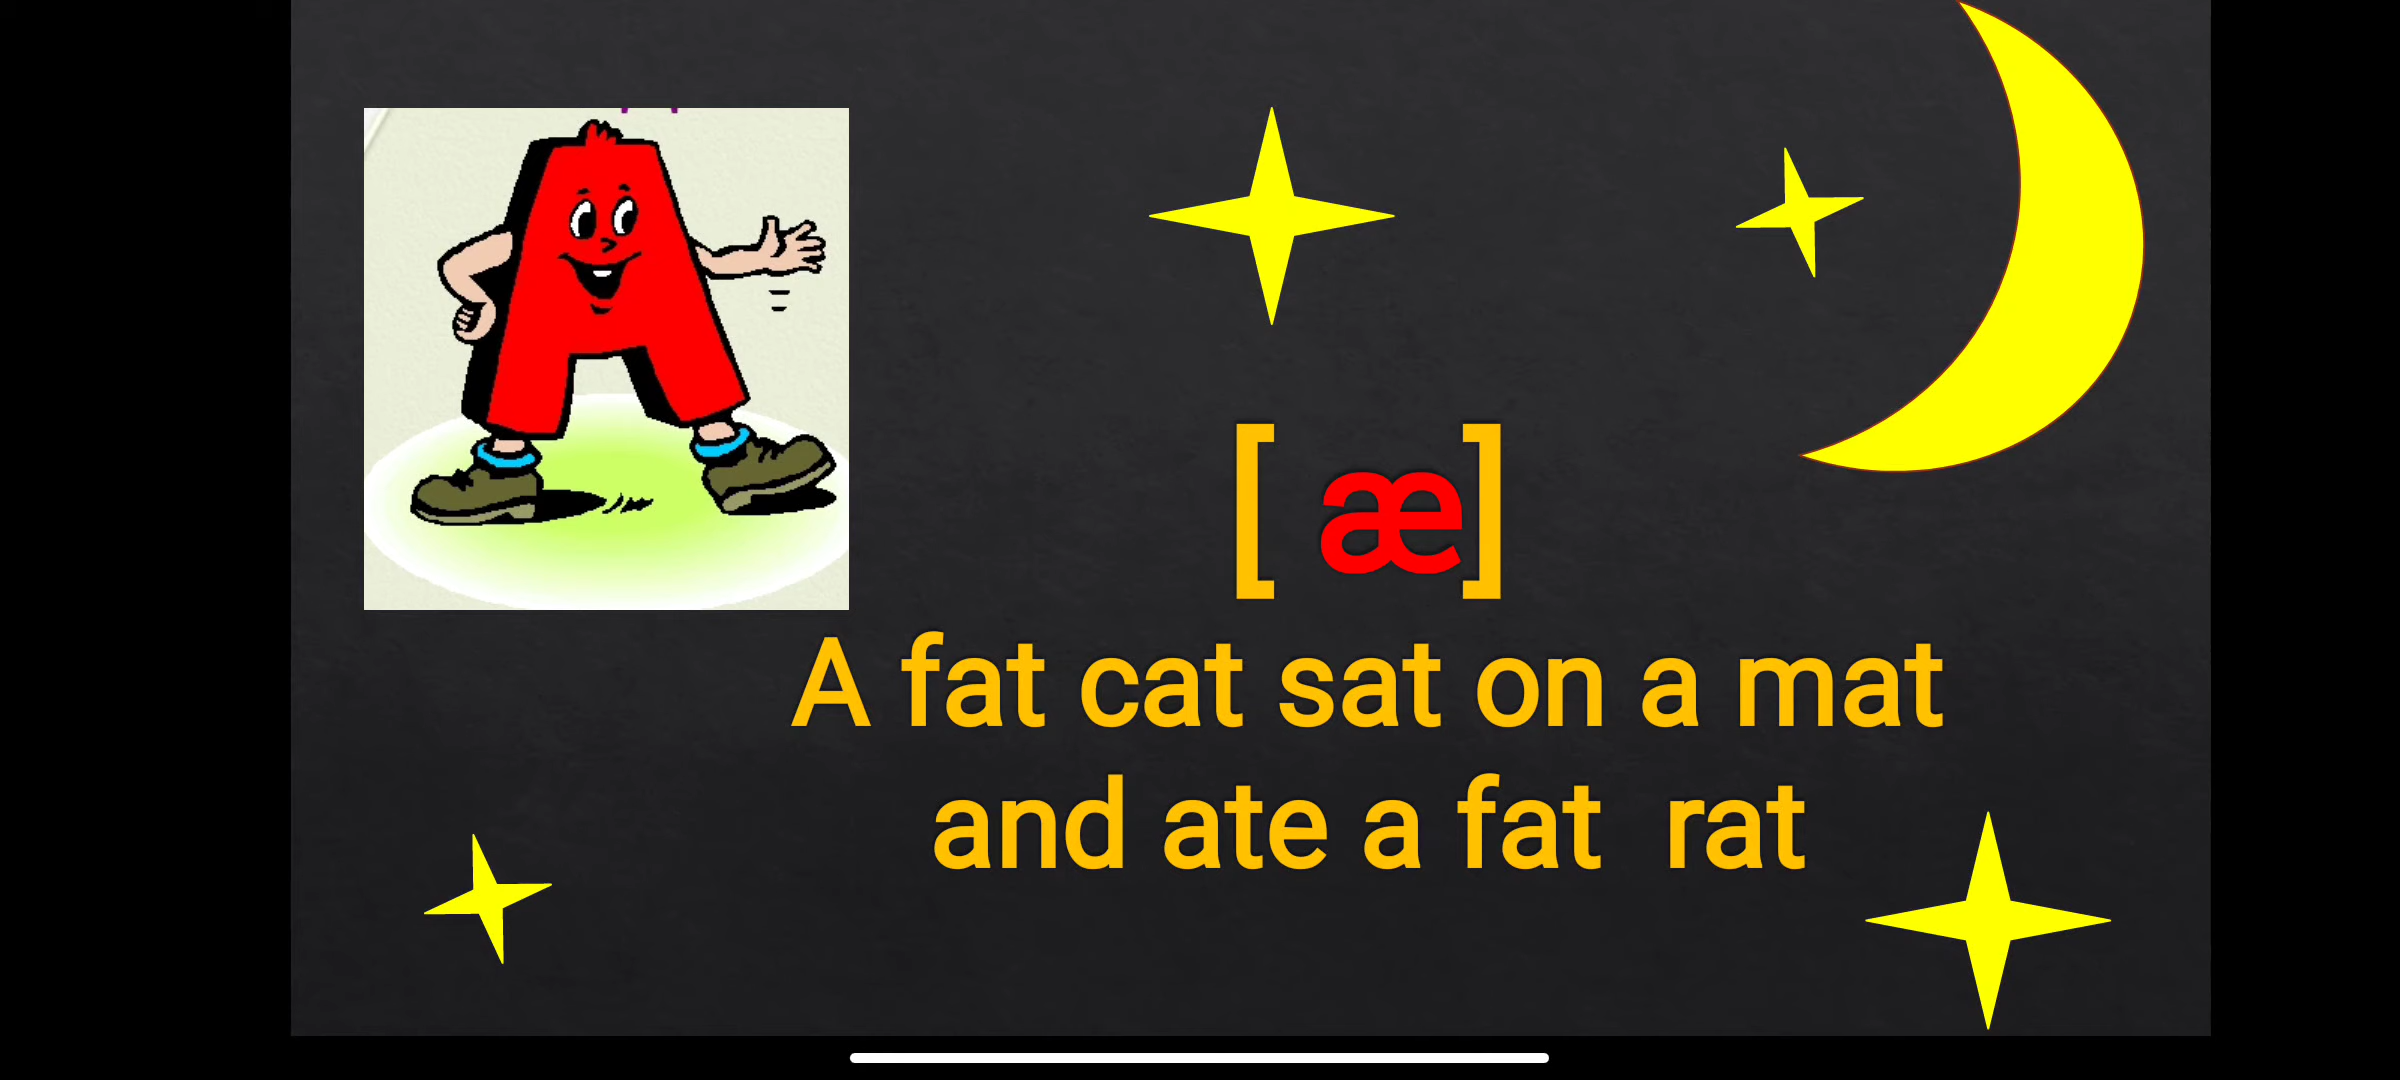 [ æ]
A fat cat sat on a mat
and ate a fat  rat